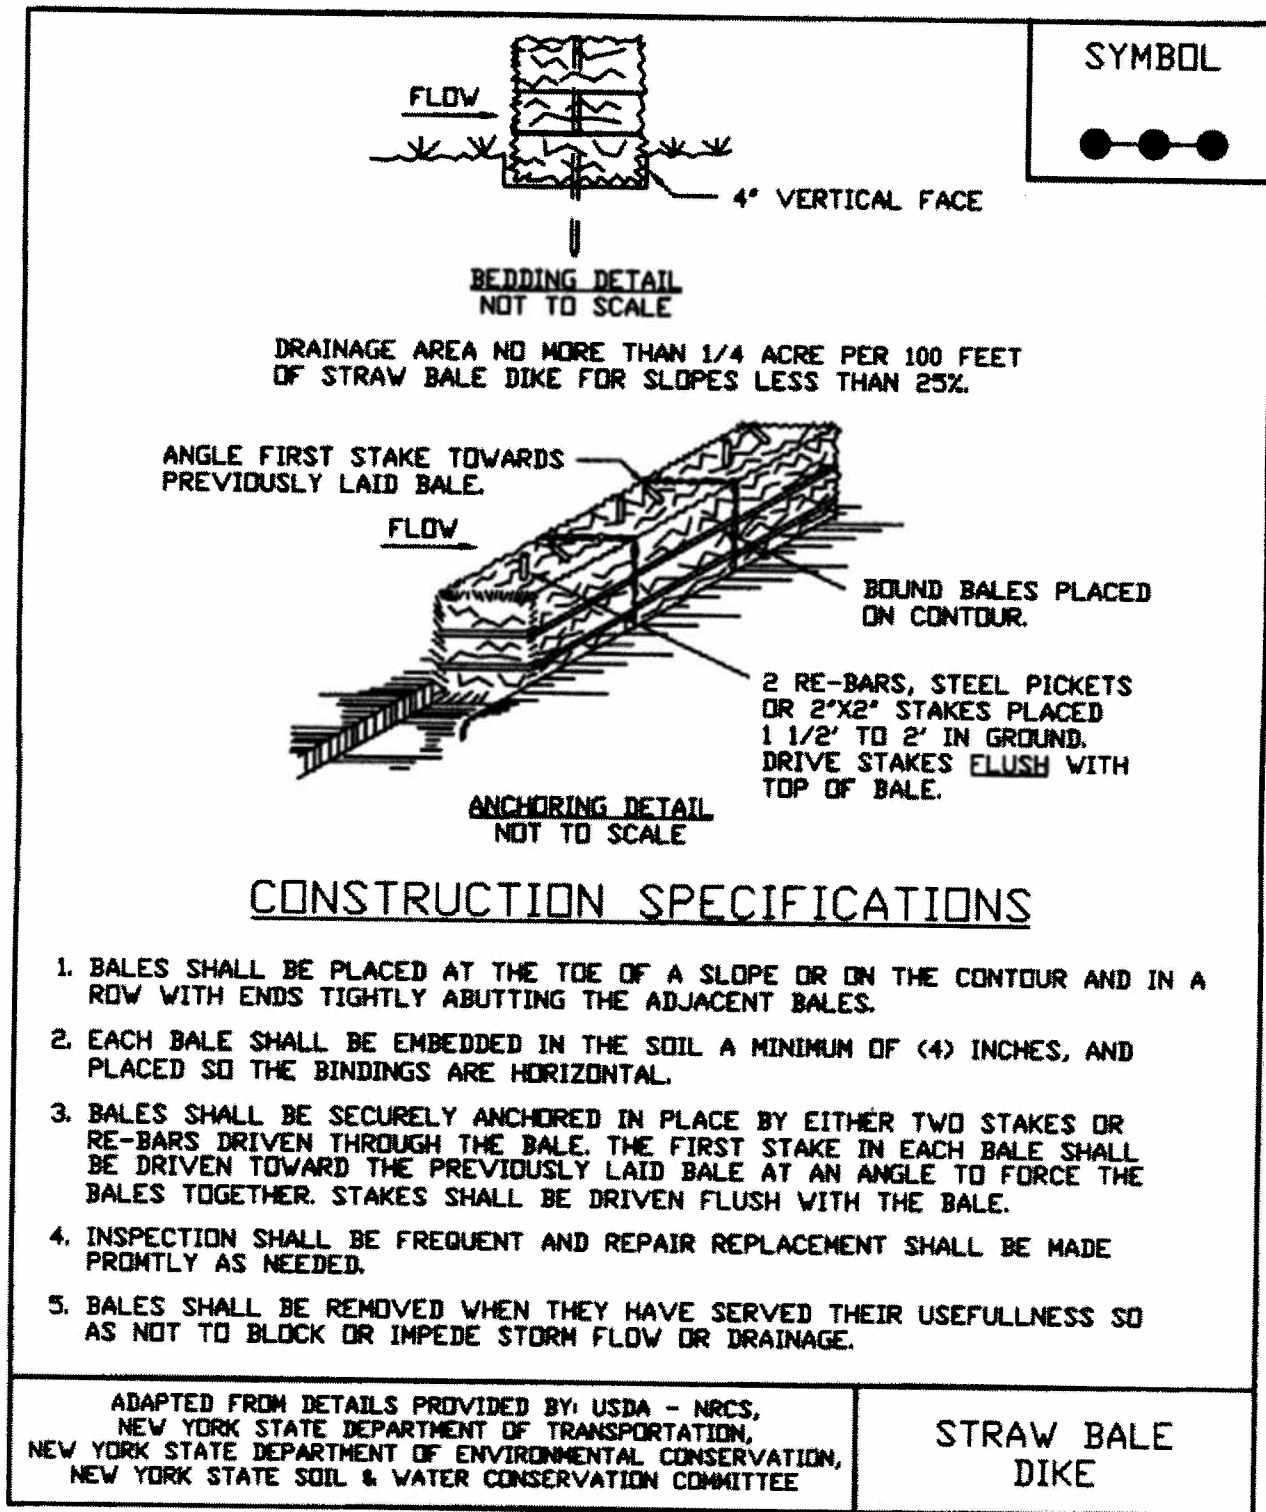 SYMBOL
FLOW
4" VERTICAL FACE
BEDDING DETAIL
NOT TO SCALE
DRAINAGE AREA NO MORE THAN 1/4 ACRE PER 100 FEET
OF STRAW BALE DIKE FOR SLOPES LESS THAN 25%.
ANGLE FIRST STAKE TOWARDS
PREVIOUSLY LAID BALE.
FLOW
BOUND BALES PLACED
ON CONTOUR.
2 RE-BARS, STEEL PICKETS
OR 2"X2" STAKES PLACED
1 1/2' TO 2' IN GROUND.
DRIVE STAKES FLUSH WITH
TOP OF BALE.
ANCHORING DETAIL
NOT TO SCALE
CONSTRUCTION SPECIFICATIONS
1. BALES SHALL BE PLACED AT THE TOE OF A SLOPE OR ON THE CONTOUR AND IN A
ROW WITH ENDS TIGHTLY ABUTTING THE ADJACENT BALES.
2. EACH BALE SHALL BE EMBEDDED IN THE SOIL A MINIMUM OF (4) INCHES, AND
PLACED SO THE BINDINGS ARE HORIZONTAL.
3. BALES SHALL BE SECURELY ANCHORED IN PLACE BY EITHER TWO STAKES OR
RE-BARS DRIVEN THROUGH THE BALE. THE FIRST STAKE IN EACH BALE SHALL
BE DRIVEN TOWARD THE PREVIOUSLY LAID BALE AT AN ANGLE TO FORCE THE
BALES TOGETHER. STAKES SHALL BE DRIVEN FLUSH WITH THE BALE.
4. INSPECTION SHALL BE FREQUENT AND REPAIR REPLACEMENT SHALL BE MADE
PROMTLY AS NEEDED.
5. BALES SHALL BE REMOVED WHEN THEY HAVE SERVED THEIR USEFULLNESS SO
AS NOT TO BLOCK OR IMPEDE STORM FLOW OR DRAINAGE.
ADAPTED FROM DETAILS PROVIDED BY: USDA - NRCS,
NEW YORK STATE DEPARTMENT OF TRANSPORTATION,
NEW YORK STATE DEPARTMENT OF ENVIRONMENTAL CONSERVATION,
NEW YORK STATE SOIL & WATER CONSERVATION COMMITTEE
STRAW BALE
DIKE